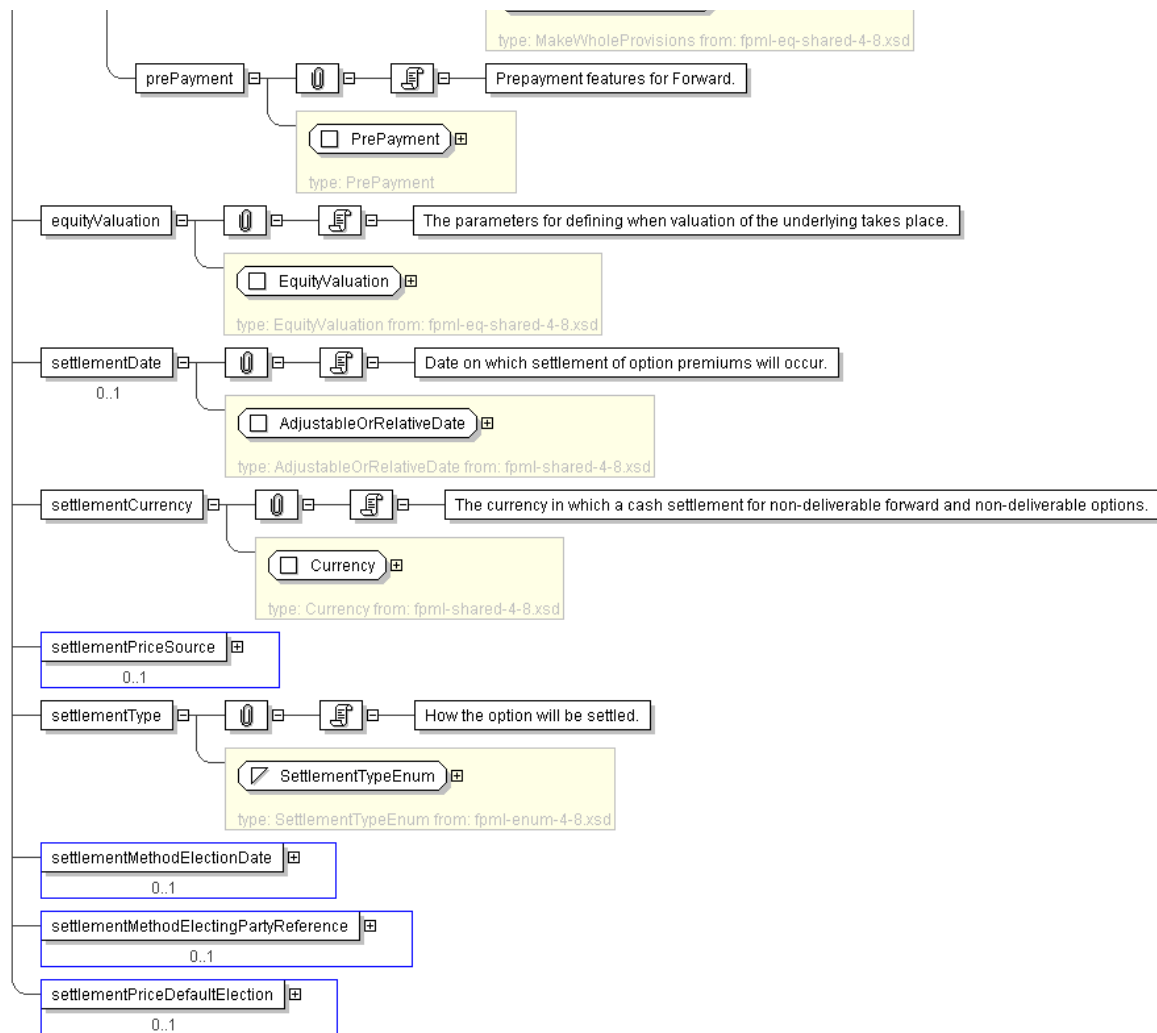 type: MakeWholeProvisions from: fpml-eq-shared-4-8.xsd
prePayment
Prepayment features for Forward.
PrePayment
type: PrePayment
equityValuation
The parameters for defining when valuation of the underlying takes place.
EquityValuation
type: EquityValuation from: fpml-eq-shared-4-8.xsd
settlementDate
Date on which settlement of option premiums will occur.
0..1
AdjustableOrRelativeDate
type: AdjustableOrRelativeDate from: fpml-shared-4-8.xsd
settlementCurrency
The currency in which a cash settlement for non-deliverable forward and non-deliverable options.
Currency
type: Currency from: fpml-shared-4-8.xsd
settlementPriceSource
0..1
settlementType
How the option will be settled.
SettlementTypeEnum
type: SettlementTypeEnum from: fpml-enum-4-8.xsd
settlementMethodElectionDate
0..1
settlementMethodElectingPartyReference
0..1
settlementPriceDefaultElection
0..1